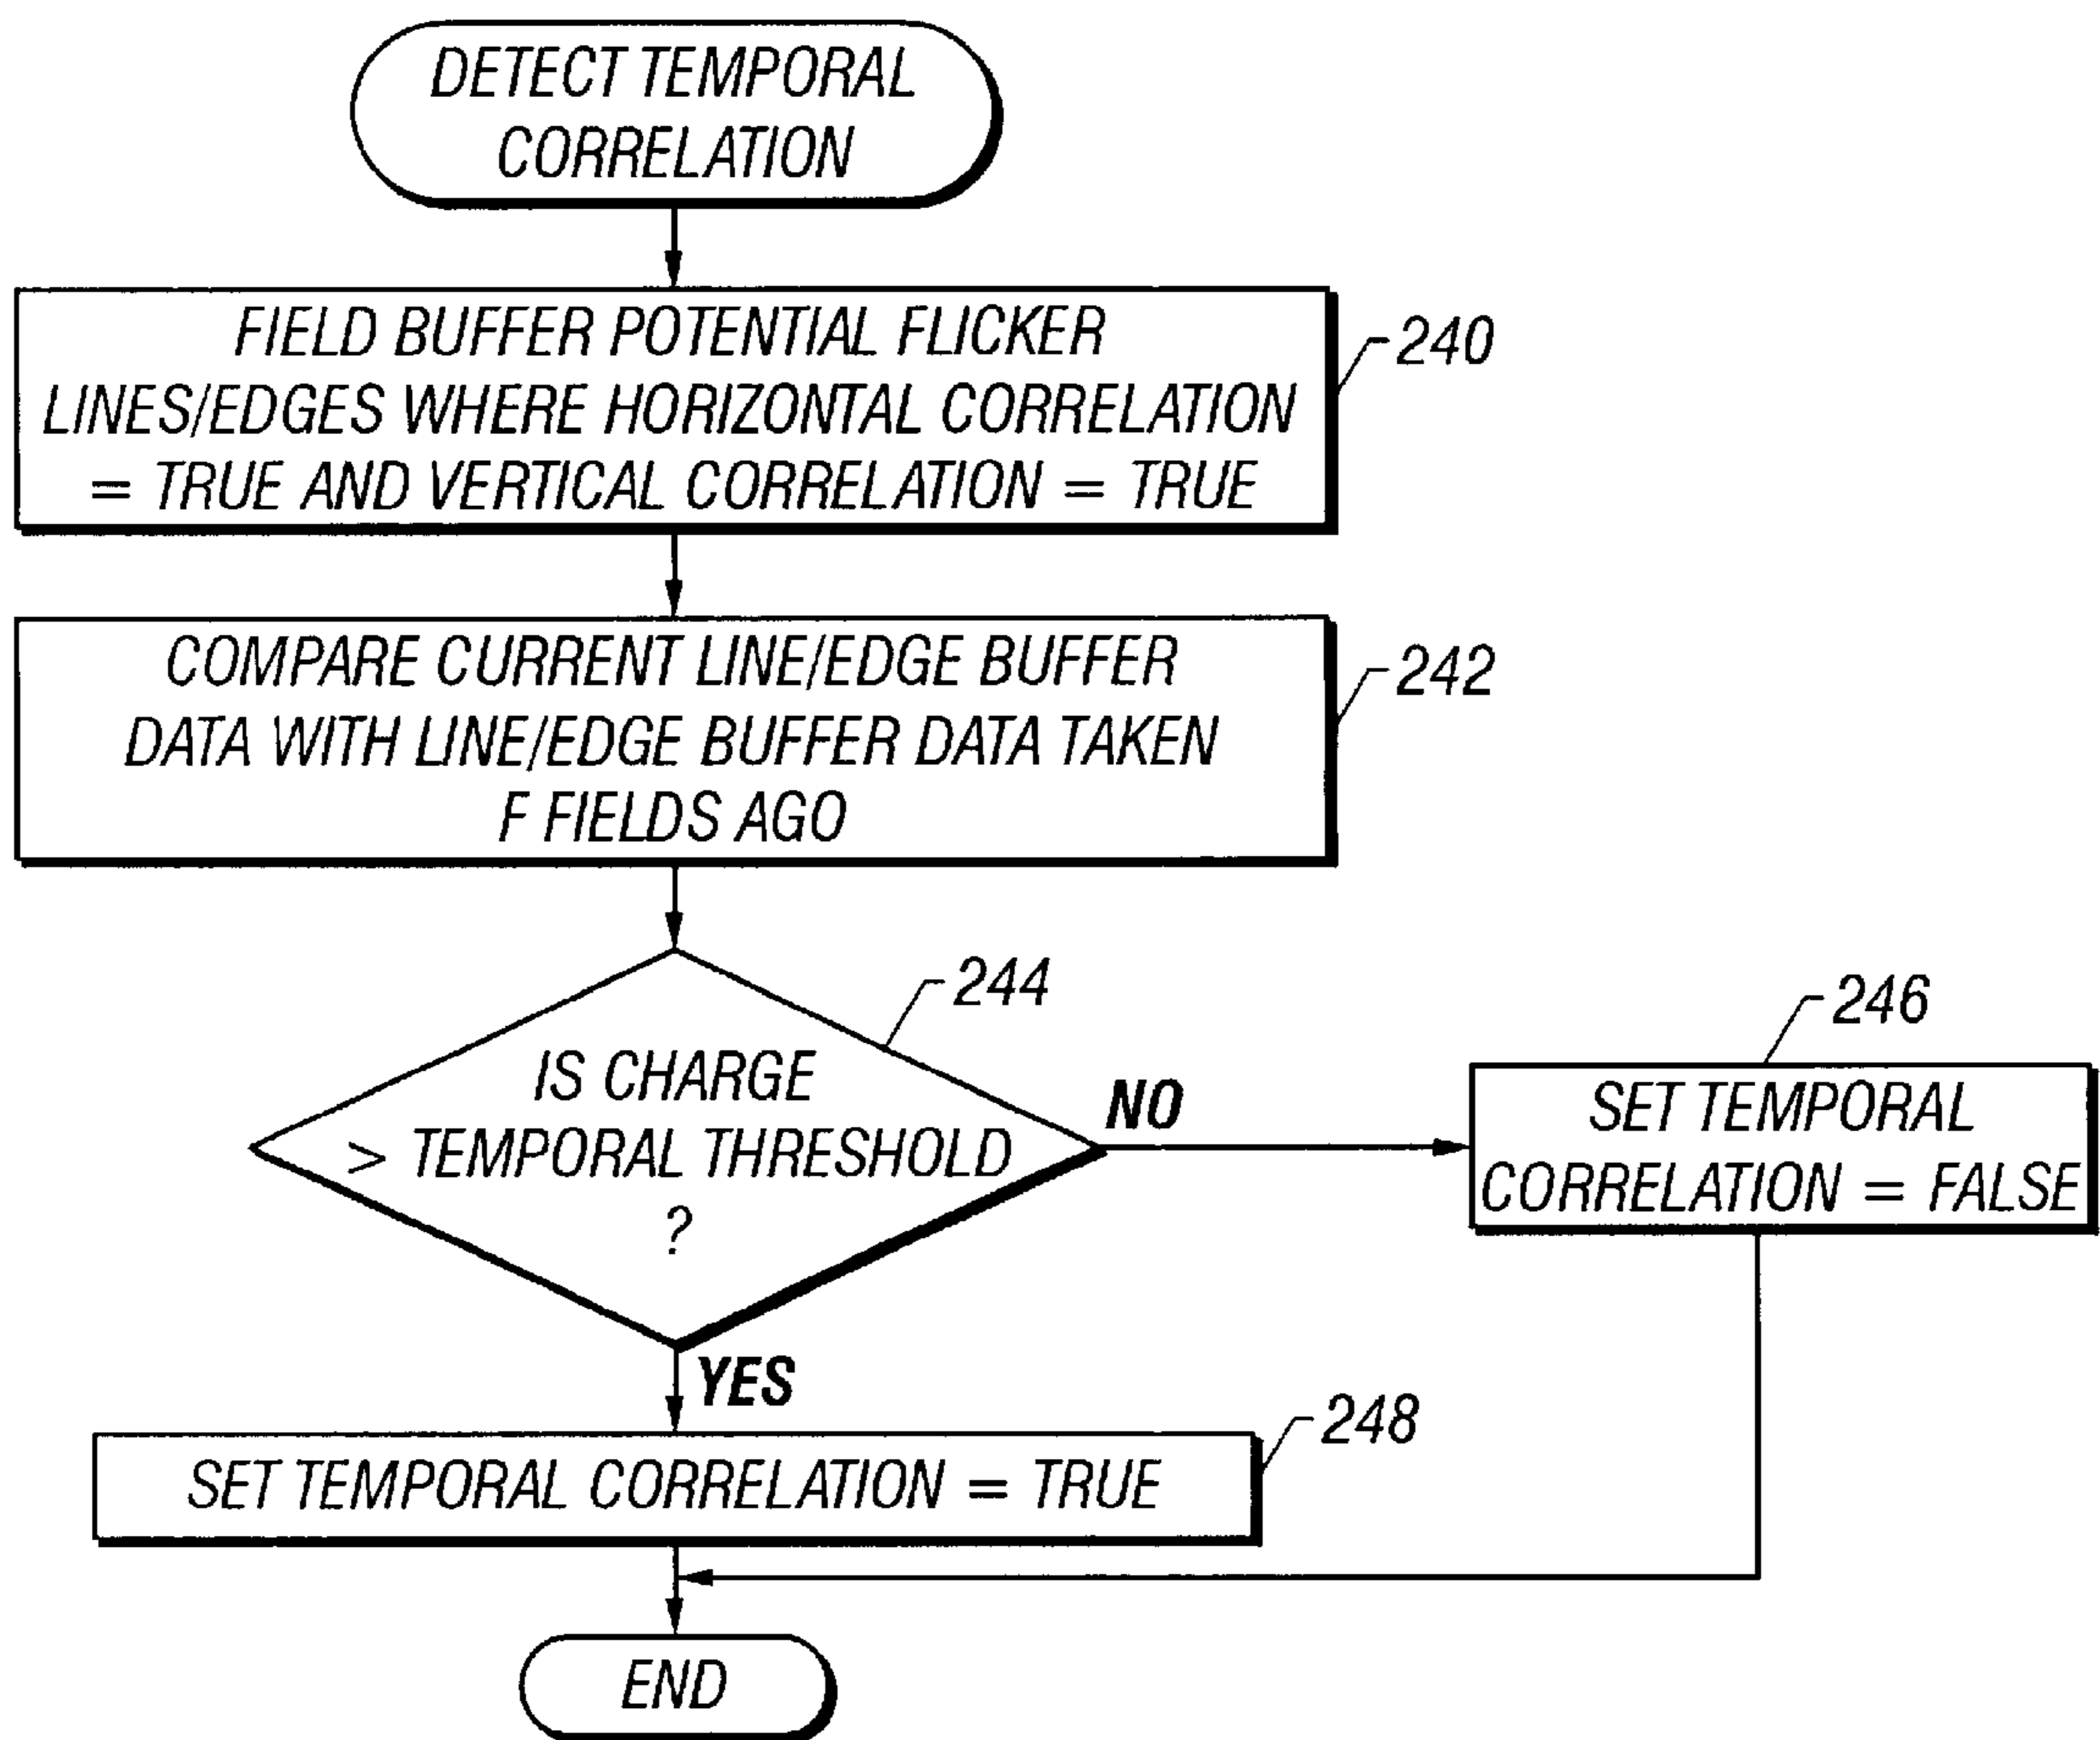 DETECT TEMPORAL
CORRELATION
FIELD BUFFER POTENTIAL FLICKER
LINES/EDGES WHERE HORIZONTAL CORRELATION
= TRUE AND VERTICAL CORRELATION = TRUE
240
COMPARE CURRENT LINE/EDGE BUFFER
DATA WITH LINE/EDGE BUFFER DATA TAKEN
F FIELDS AGO
242
IS CHARGE
> TEMPORAL THRESHOLD
?
244
NO
246
SET TEMPORAL
CORRELATION = FALSE
YES
248
SET TEMPORAL CORRELATION = TRUE
END